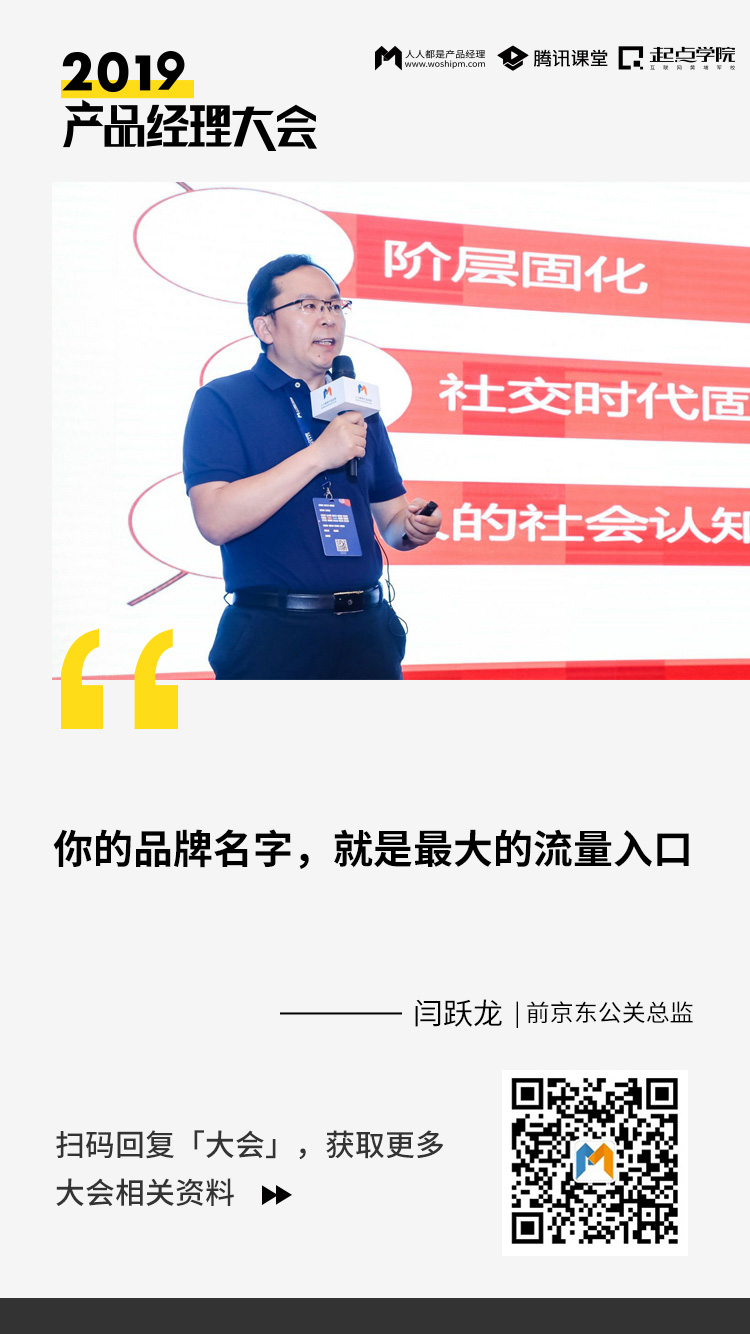 2019
产品经理大会
人人都是产品经理
www.woshipm.com
腾讯课堂
起点学院
互联网黄埔军校
阶层固化
社交时代固
的社会认知
你的品牌名字，就是最大的流量入口
闫跃龙 | 前京东公关总监
扫码回复「大会」，获取更多
大会相关资料